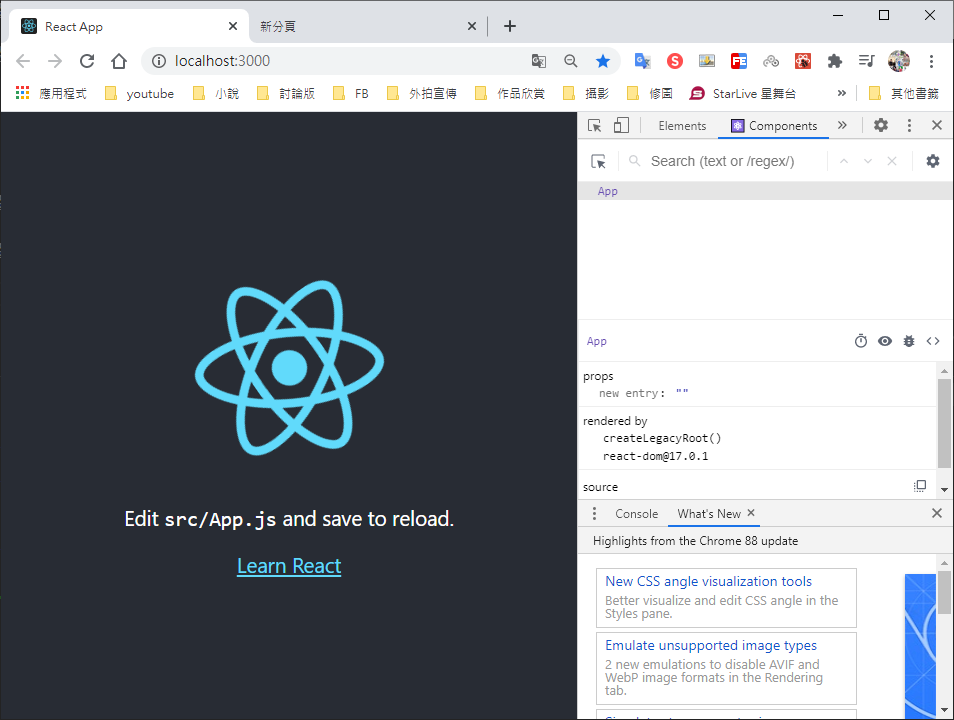 React App
新分頁
localhost:3000
應用程式
youtube
小說
討論版
FB
外拍宣傳
作品欣賞
攝影
修圖
StarLive 星舞台
»
其他書籤
Elements
Components
»
Search (text or /regex/)
App
App
props
new entry: ""
rendered by
createLegacyRoot()
react-dom@17.0.1
source
Edit src/App.js and save to reload.
Learn React
Console
What's New
Highlights from the Chrome 88 update
New CSS angle visualization tools
Better visualize and edit CSS angle in the
Styles pane.
Emulate unsupported image types
2 new emulations to disable AVIF and
WebP image formats in the Rendering
tab.